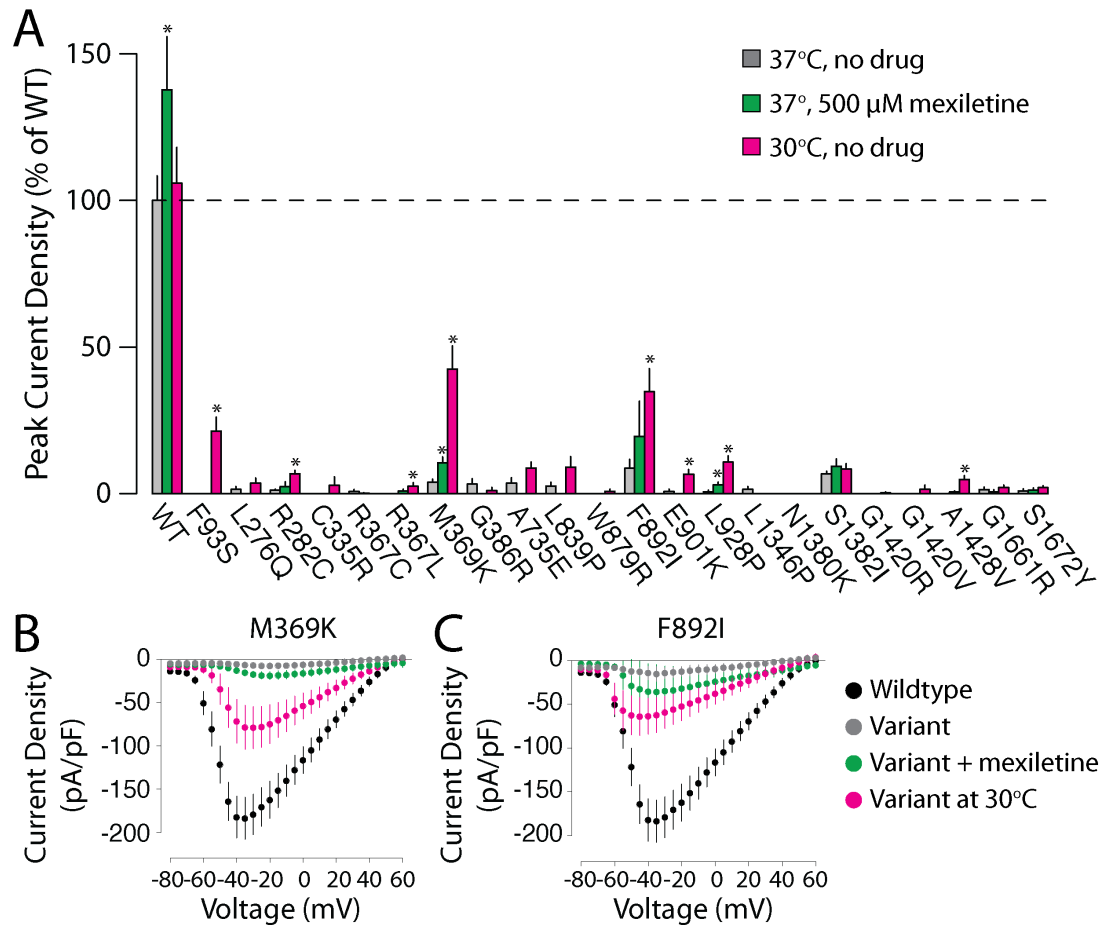 A
Peak Curent Density (% of WT)
150
100
50
0
37°C, no drug
37°, 500 µM mexiletine
30°C, no drug
*
*
*
*
*
*
*
*
*
*
*
WT
F93S
L276Q
R282C
C335R
R367C
R367L
M369K
G386R
A735E
L839P
W879R
F892I
E901K
L928P
L1346P
N1380K
S1382I
G1420R
G1420V
A1428V
G1661R
S1672Y
B
M369K
Current Density
(pA/pF)
0
-50
-100
-150
-200
-80 -60 -40 -20 0 20 40 60
Voltage (mV)
C
F892I
Current Density
(pA/pF)
0
-50
-100
-150
-200
-80 -60 -40 -20 0 20 40 60
Voltage (mV)
Wildtype
Variant
Variant + mexiletine
Variant at 30°C